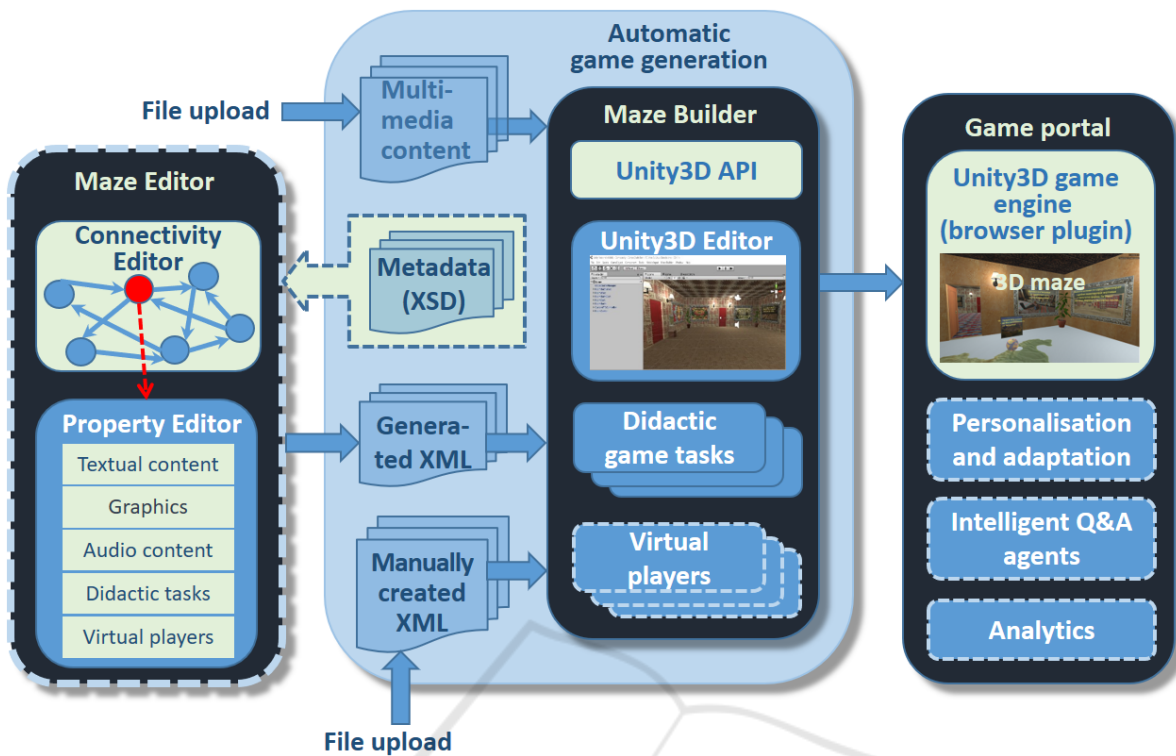 Automatic
game generation
File upload
Multi-
media
content
Maze Editor
Connectivity
Editor
Property Editor
Textual content
Graphics
Audio content
Didactic tasks
Virtual players
Metadata
(XSD)
Genera-
ted XML
Manually
created
XML
File upload
Maze Builder
Unity3D API
Unity3D Editor
Didactic
game tasks
Virtual
players
Game portal
Unity3D game
engine
(browser plugin)
3D maze
Personalisation
and adaptation
Intelligent Q&A
agents
Analytics